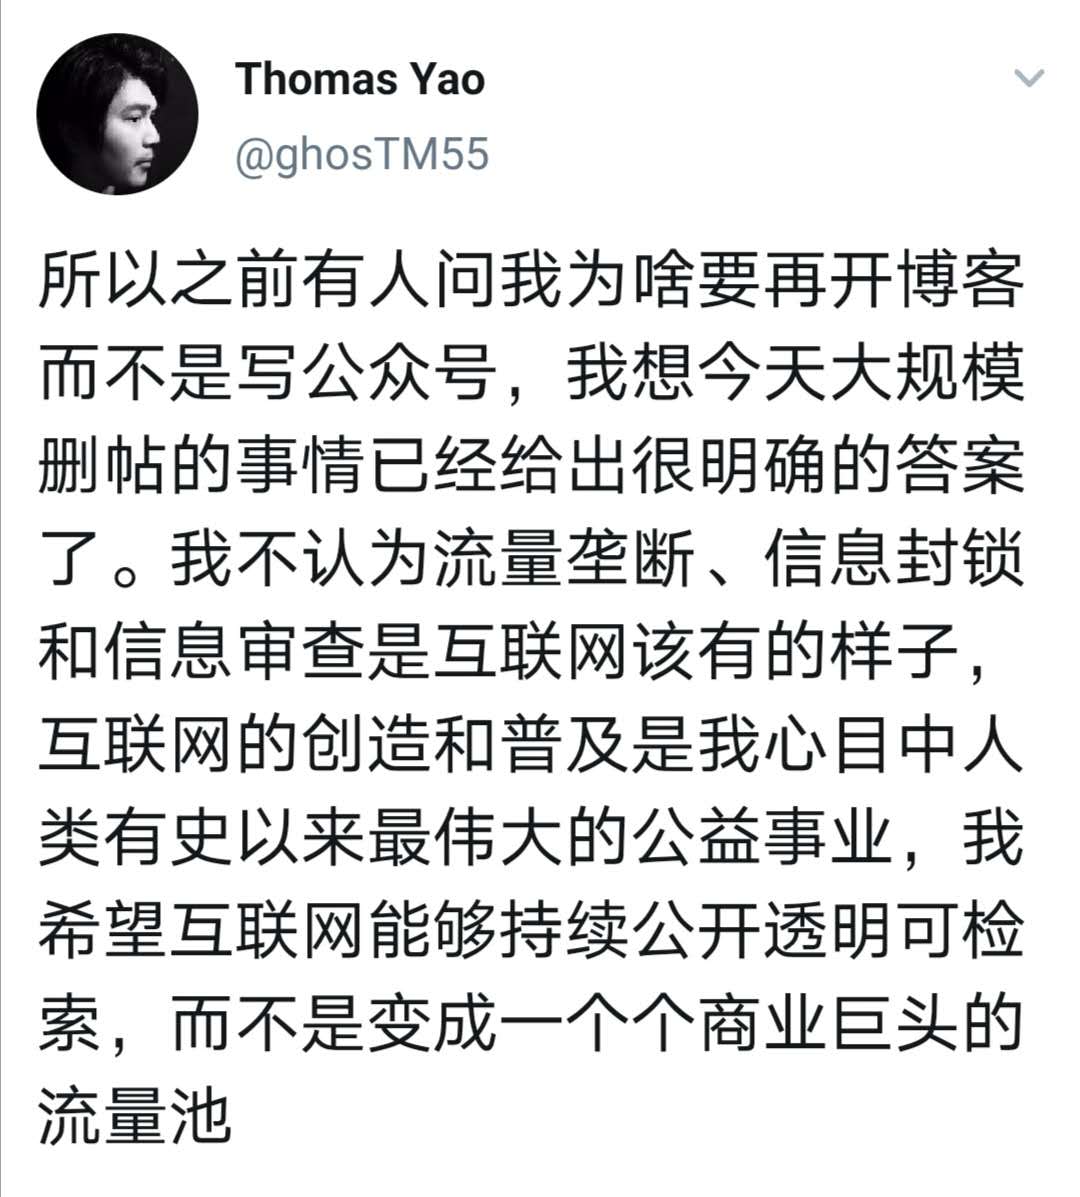 Thomas Yao
@ghosTM55
所以之前有人问我为啥要再开博客
而不是写公众号，我想今天大规模
删帖的事情已经给出很明确的答案
了。我不认为流量垄断、信息封锁
和信息审查是互联网该有的样子，
互联网的创造和普及是我心目中人
类有史以来最伟大的公益事业，我
希望互联网能够持续公开透明可检
索，而不是变成一个个商业巨头的
流量池